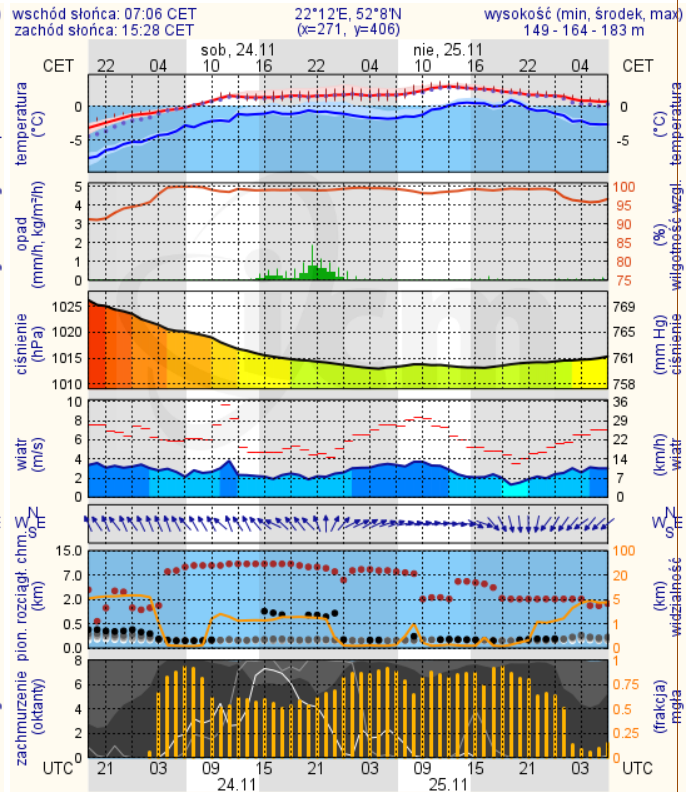 wschód słońca: 07:06 CET
zachód słońca: 15:28 CET
22°12'E, 52°8'N
(x=271, y=406)
wysokość (min, środek, max)
149 - 164 - 183 m
sob, 24.11
nie, 25.11
CET 22 04 10 16 22 04 10 16 22 04 CET
temperatura
(°C)
0
-5
0
-5
(°C)
temperatura
opad
(mm/h, kg/m²/h)
5
4
3
2
1
0
100
95
90
85
80
75
(%)
wilgotność wzgl.
ciśnienie
(hPa)
1025
1020
1015
1010
769
765
761
758
(mm Hg)
ciśnienie
wiatr
(m/s)
10
8
6
4
2
0
36
29
22
14
7
0
(km/h)
wiatr
N
W E
S
N
W E
S
pion. rozciągł. chm.
(km)
15.0
7.0
2.0
0.5
0.0
100
20
5
1
0
(km)
widzialność
zachmurzenie
(oktanty)
8
6
4
2
0
1
0.75
0.5
0.25
0
(frakcja)
mgła
UTC 21 03 09 15 21 03 09 15 21 03 UTC
24.11
25.11